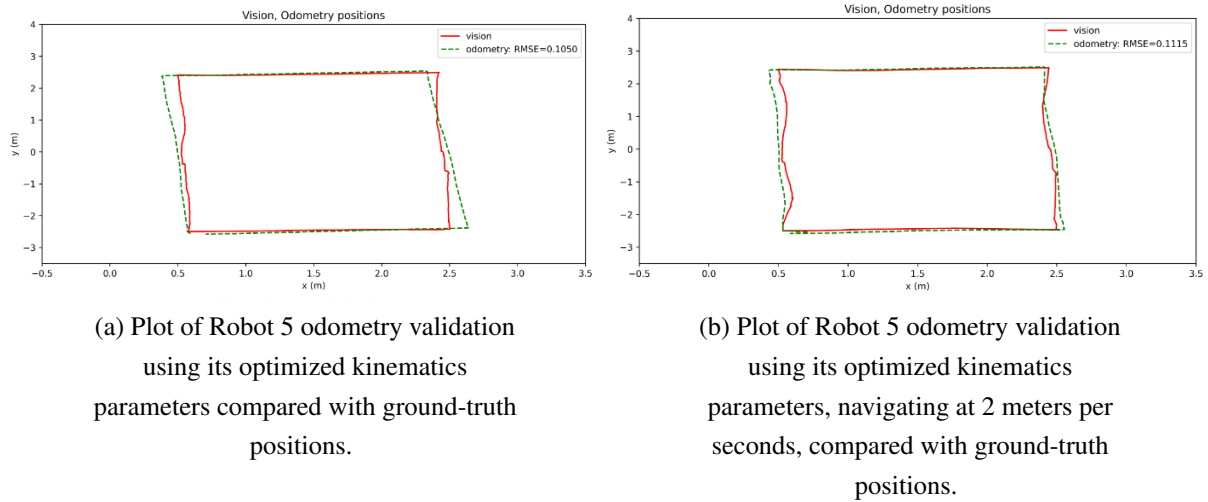 Vision, Odometry positions
vision
odometry: RMSE=0.1050
4
3
2
1
0
−1
−2
−3
y (m)
−0.5 0.0 0.5 1.0 1.5 2.0 2.5 3.0 3.5
x (m)
(a) Plot of Robot 5 odometry validation
using its optimized kinematics
parameters compared with ground-truth
positions.
Vision, Odometry positions
vision
odometry: RMSE=0.1115
4
3
2
1
0
−1
−2
−3
y (m)
−0.5 0.0 0.5 1.0 1.5 2.0 2.5 3.0 3.5
x (m)
(b) Plot of Robot 5 odometry validation
using its optimized kinematics
parameters, navigating at 2 meters per
seconds, compared with ground-truth
positions.